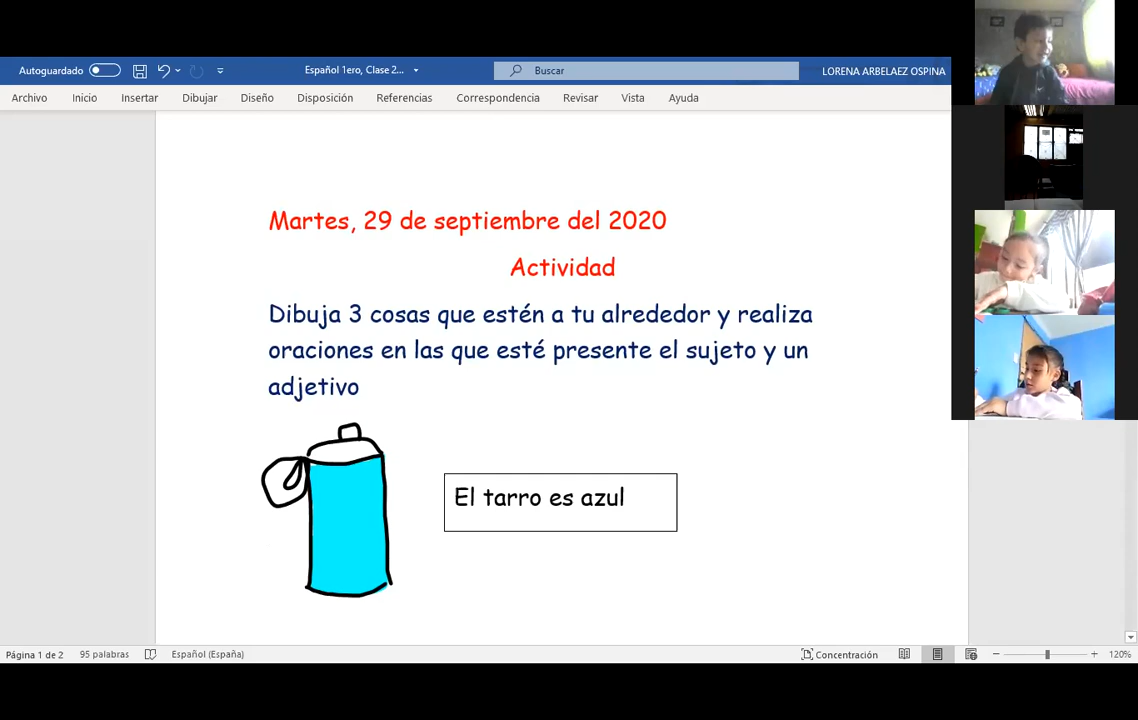 Autoguardado
Español 1ero, Clase 2...
Buscar
LORENA ARBELAEZ OSPINA
Archivo Inicio Insertar Dibujar Diseño Disposición Referencias Correspondencia Revisar Vista Ayuda
Martes, 29 de septiembre del 2020
Actividad
Dibuja 3 cosas que estén a tu alrededor y realiza
oraciones en las que esté presente el sujeto y un
adjetivo
El tarro es azul
Página 1 de 2 95 palabras Español (España) Concentración 120%